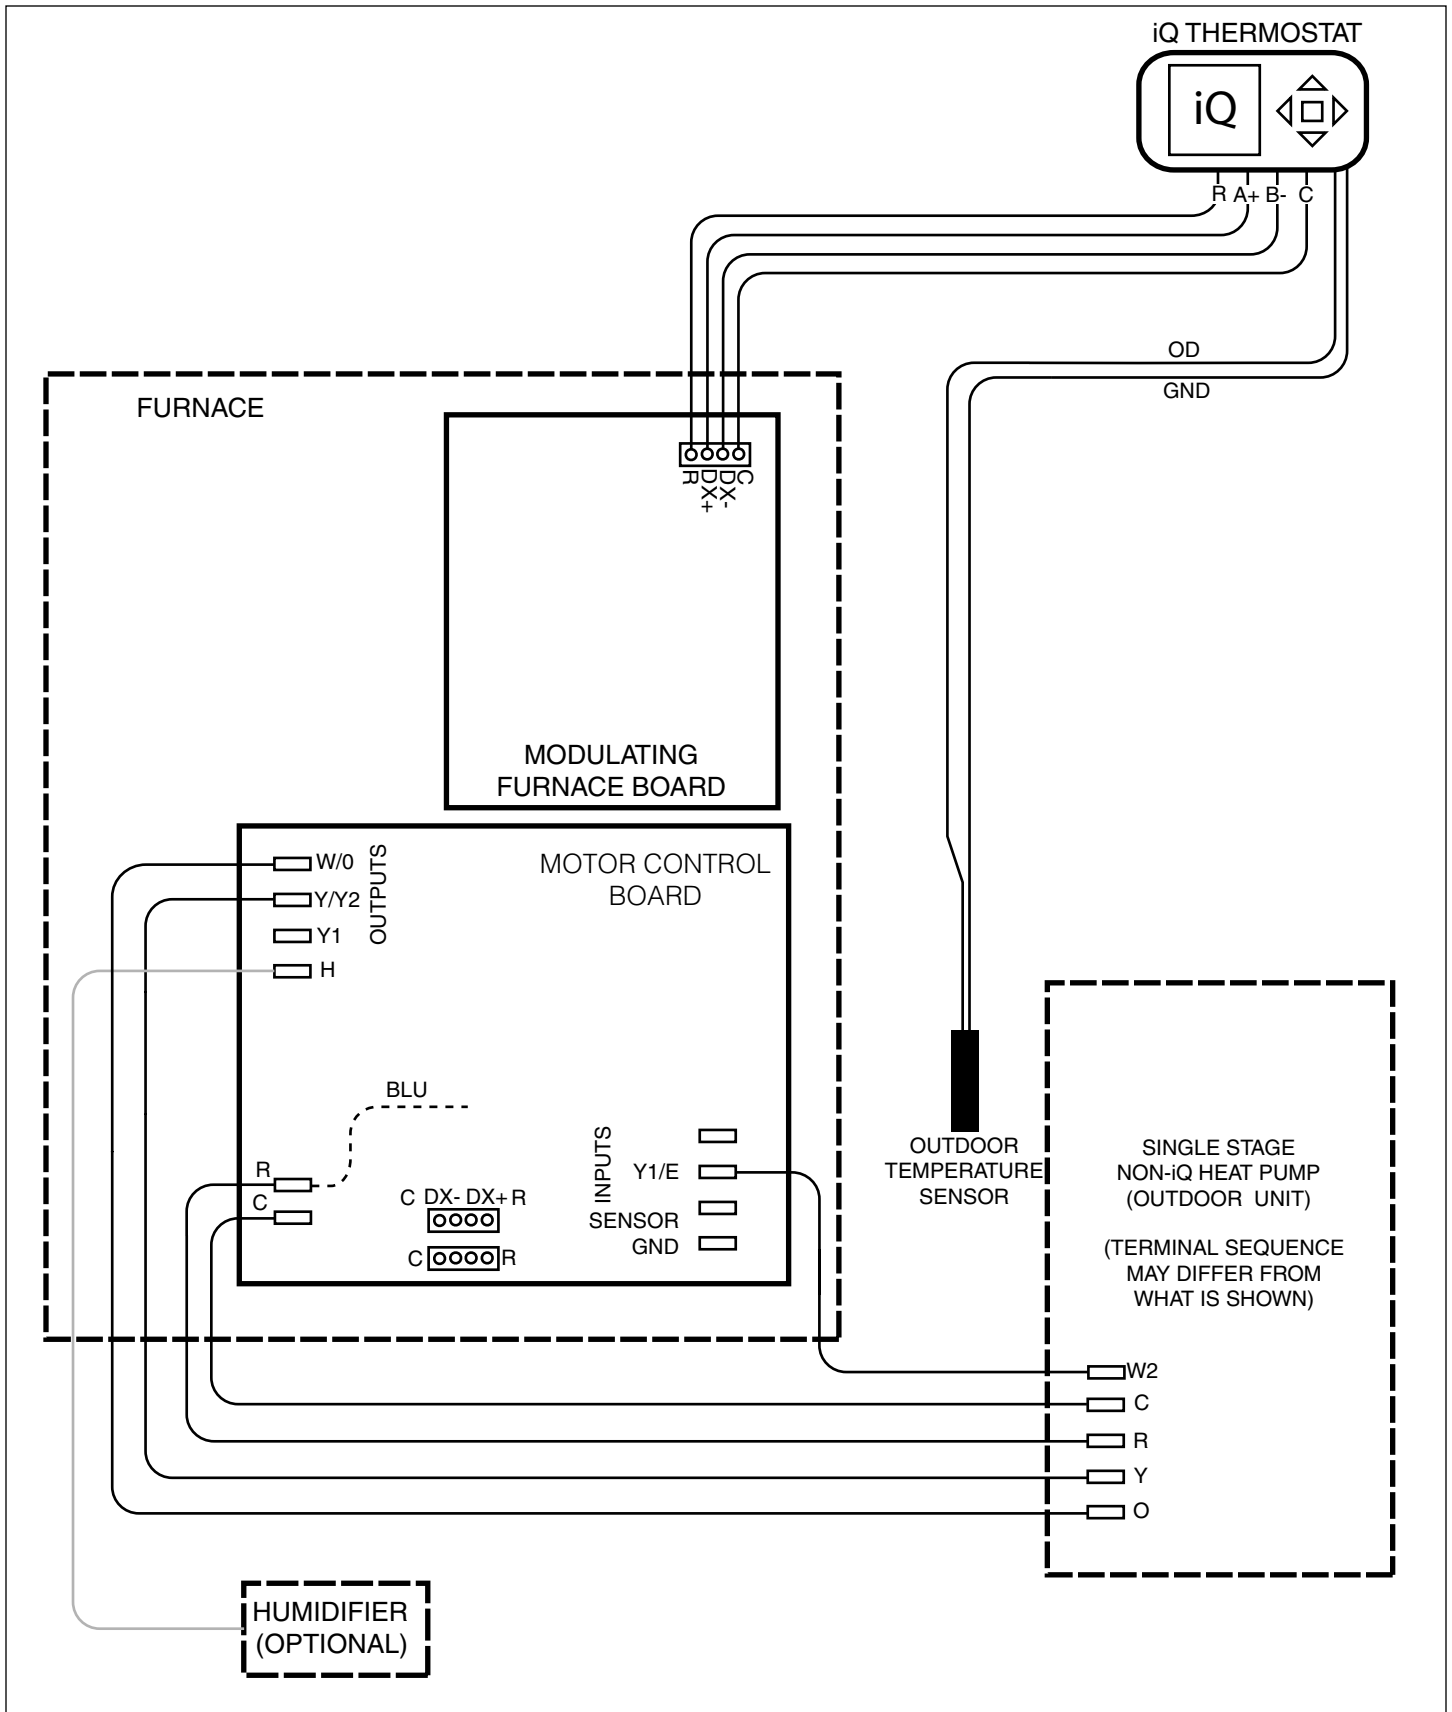 iQ THERMOSTAT
iQ
R A+ B- C
OD
GND
FURNACE
R
DX+
DX-
C
MODULATING
FURNACE BOARD
MOTOR CONTROL
BOARD
OUTPUTS
W/0
Y/Y2
Y1
H
BLU
R
C
C DX- DX+ R
C R
INPUTS
Y1/E
SENSOR
GND
OUTDOOR
TEMPERATURE
SENSOR
SINGLE STAGE
NON-iQ HEAT PUMP
(OUTDOOR UNIT)
(TERMINAL SEQUENCE
MAY DIFFER FROM
WHAT IS SHOWN)
W2
C
R
Y
O
HUMIDIFIER
(OPTIONAL)